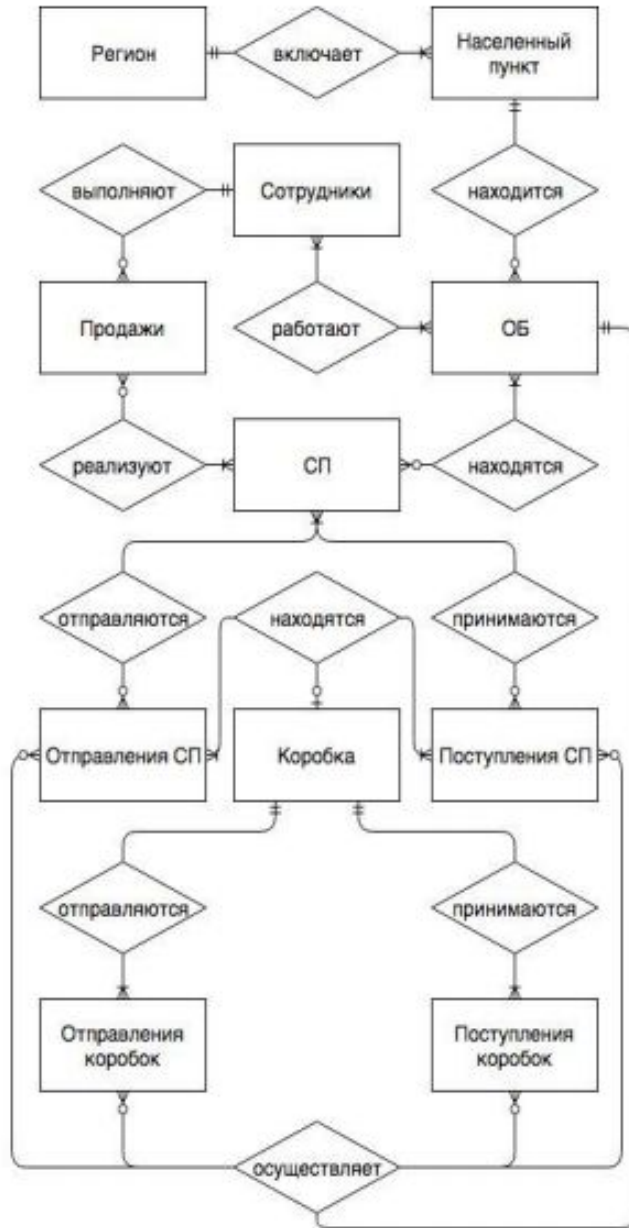 Регион
включает
Населенный
пункт
выполняют
Сотрудники
находится
Продажи
работают
ОБ
реализуют
СП
находятся
отправляются
находятся
принимаются
Отправления СП
Коробка
Поступления СП
отправляются
принимаются
Отправления
коробок
Поступления
коробок
осуществляет